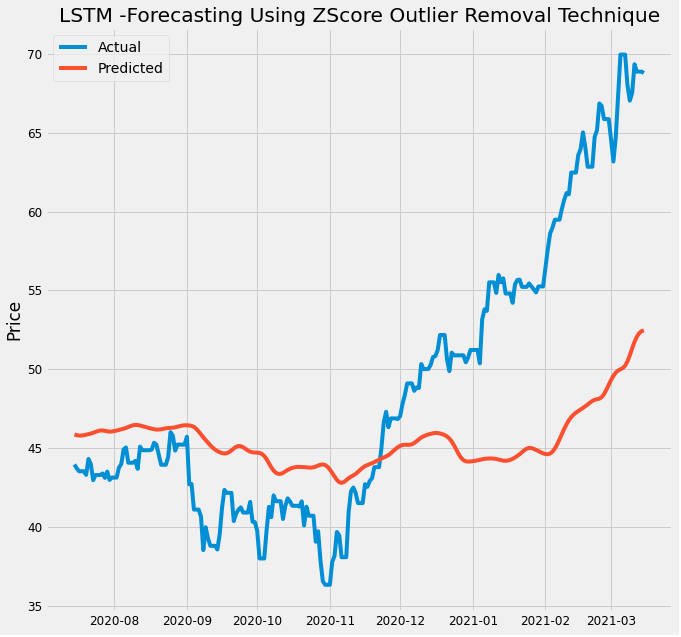 LSTM -Forecasting Using ZScore Outlier Removal Technique
Actual
Predicted
70
65
60
55
50
45
40
35
Price
2020-08 2020-09 2020-10 2020-11 2020-12 2021-01 2021-02 2021-03